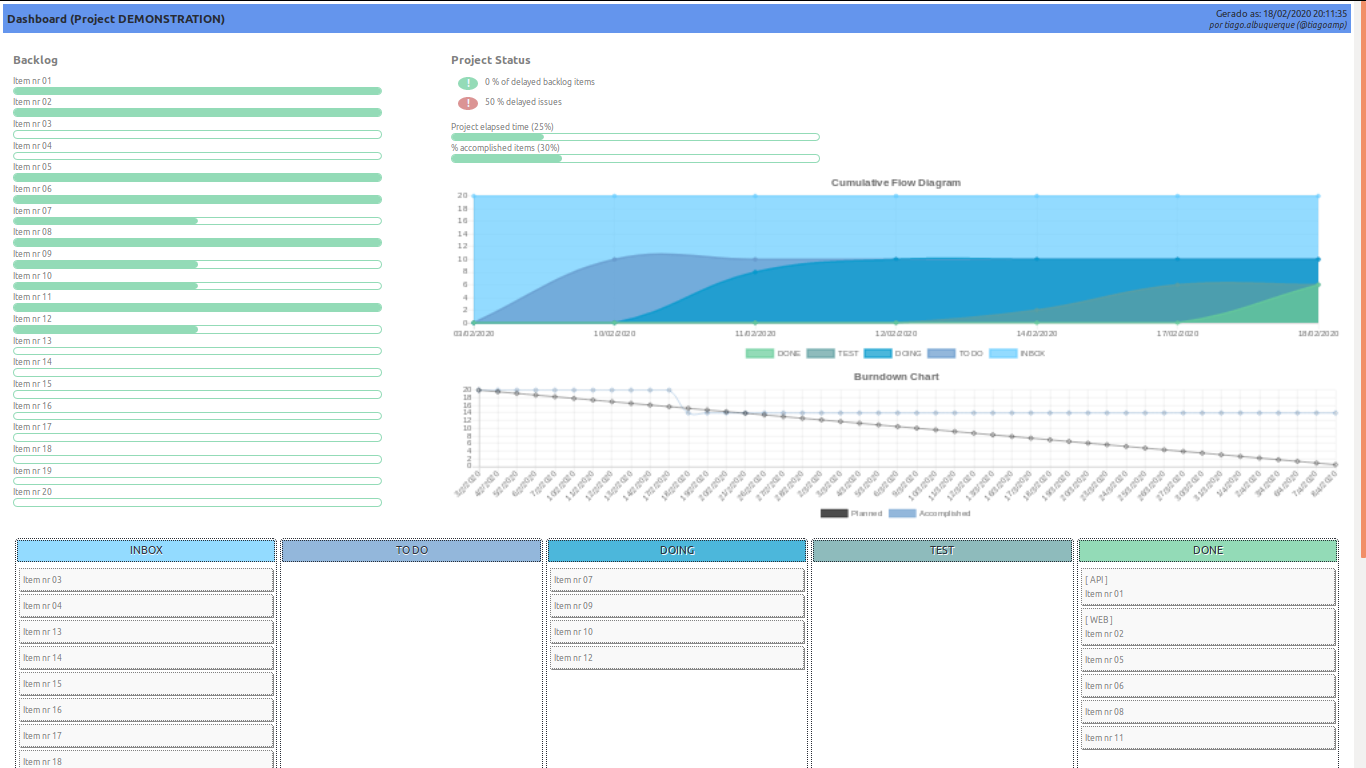 Dashboard (Project DEMONSTRATION)
Gerado as: 18/02/2020 20:11:35
por tiago.albuquerque (@tiagoamp)
Backlog
Item nr 01
Item nr 02
Item nr 03
Item nr 04
Item nr 05
Item nr 06
Item nr 07
Item nr 08
Item nr 09
Item nr 10
Item nr 11
Item nr 12
Item nr 13
Item nr 14
Item nr 15
Item nr 16
Item nr 17
Item nr 18
Item nr 19
Item nr 20
Project Status
! 0 % of delayed backlog items
! 50 % delayed issues
Project elapsed time (25%)
% accomplished items (30%)
Cumulative Flow Diagram
20
18
16
14
12
10
8
6
4
2
0
03/02/2020 10/02/2020 11/02/2020 12/02/2020 14/02/2020 17/02/2020 18/02/2020
DONE TEST DOING TO DO INBOX
Burndown Chart
20
18
16
14
12
10
8
6
4
2
0
Planned Accomplished
INBOX
Item nr 03
Item nr 04
Item nr 13
Item nr 14
Item nr 15
Item nr 16
Item nr 17
Item nr 18
TO DO
DOING
Item nr 07
Item nr 09
Item nr 10
Item nr 12
TEST
DONE
[ API ]
Item nr 01
[ WEB ]
Item nr 02
Item nr 05
Item nr 06
Item nr 08
Item nr 11